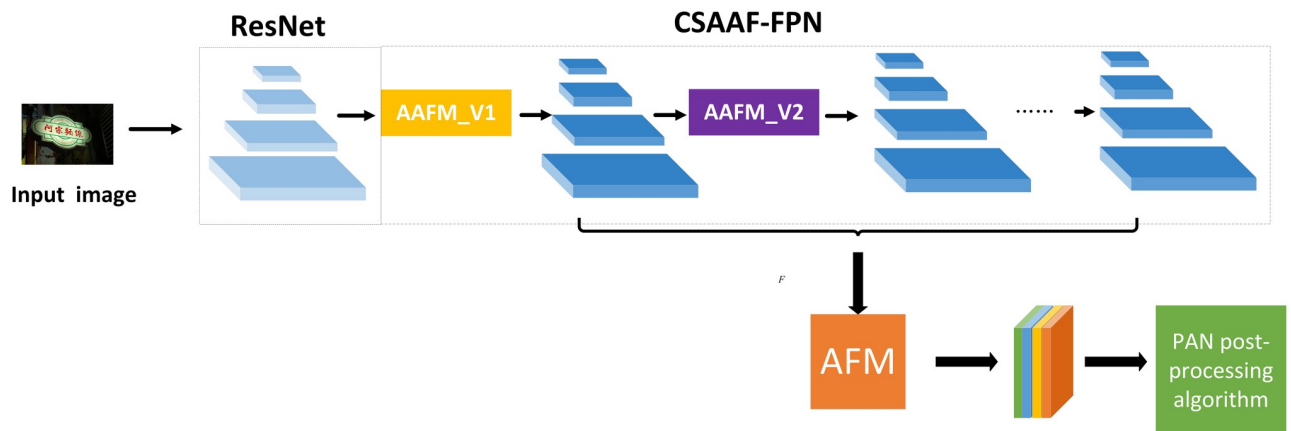 ResNet
CSAAF-FPN
AAFM_V1
AAFM_V2
......
Input image
F
AFM
PAN post-
processing
algorithm